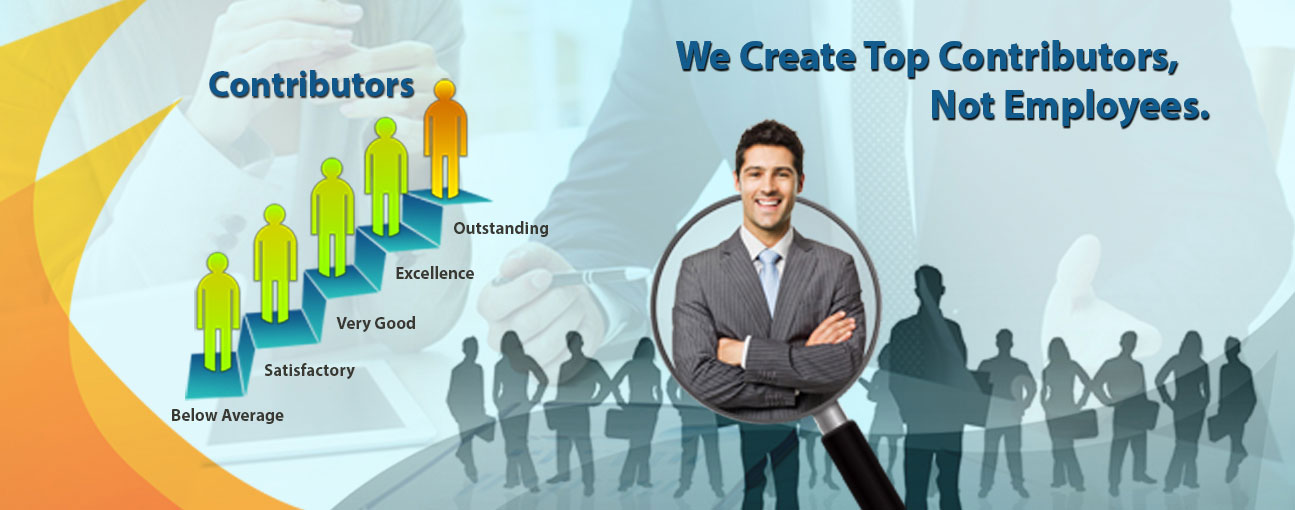 Contributors
Outstanding
Excellence
Very Good
Satisfactory
Below Average
We Create Top Contributors,
Not Employees.